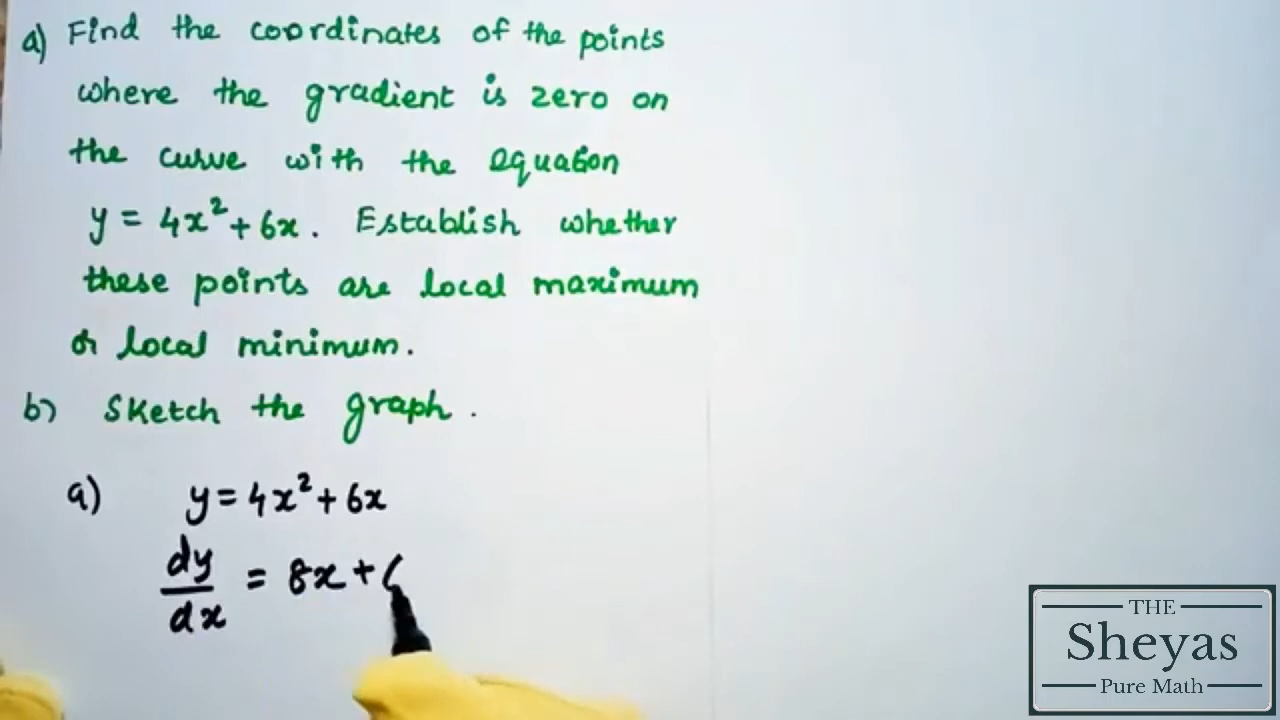 a) Find the coordinates of the points
where the gradient is zero on
the curve with the equation
y = 4x² + 6x. Establish whether
these points are local maximum
or local minimum.
b) Sketch the graph.
a) y = 4x² + 6x
dy/dx = 8x +
THE
Sheyas
Pure Math